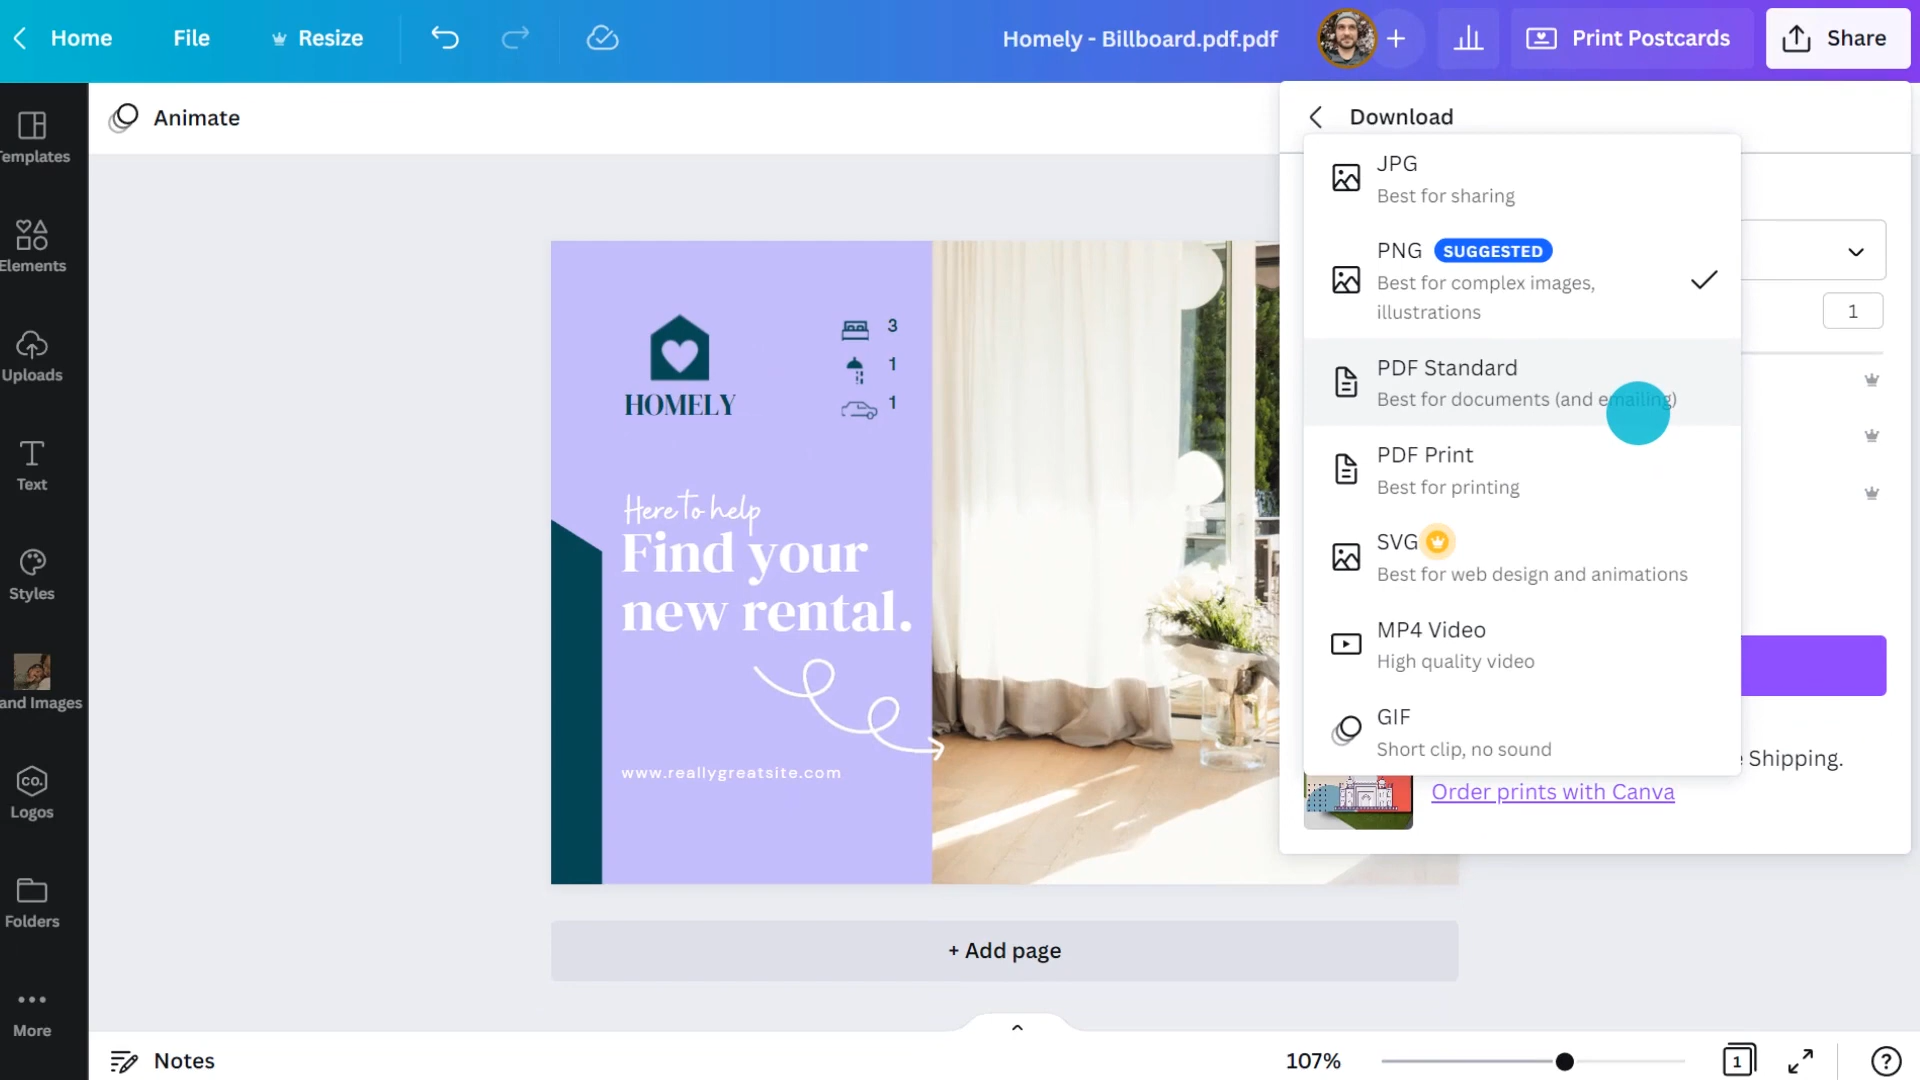 Home
File
Resize
Homely - Billboard.pdf.pdf
+
Print Postcards
Share
Animate
Download
Templates
Elements
Uploads
Text
Styles
and Images
co.
Logos
Folders
More
HOMELY
3
1
1
Here to help
Find your
new rental.
www.reallygreatsite.com
JPG
Best for sharing
PNG SUGGESTED
Best for complex images,
illustrations
1
PDF Standard
Best for documents (and emailing)
PDF Print
Best for printing
SVG
Best for web design and animations
MP4 Video
High quality video
GIF
Short clip, no sound
Shipping.
Order prints with Canva
+ Add page
Notes
107%
1
?